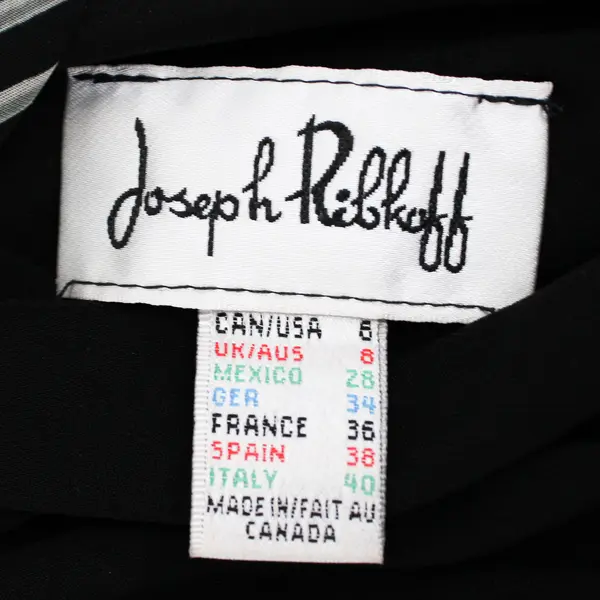 Joseph Ribkoff
CAN/USA 6
UK/AUS 8
MEXICO 28
GER 34
FRANCE 36
SPAIN 38
ITALY 40
MADE IN/FAIT AU
CANADA